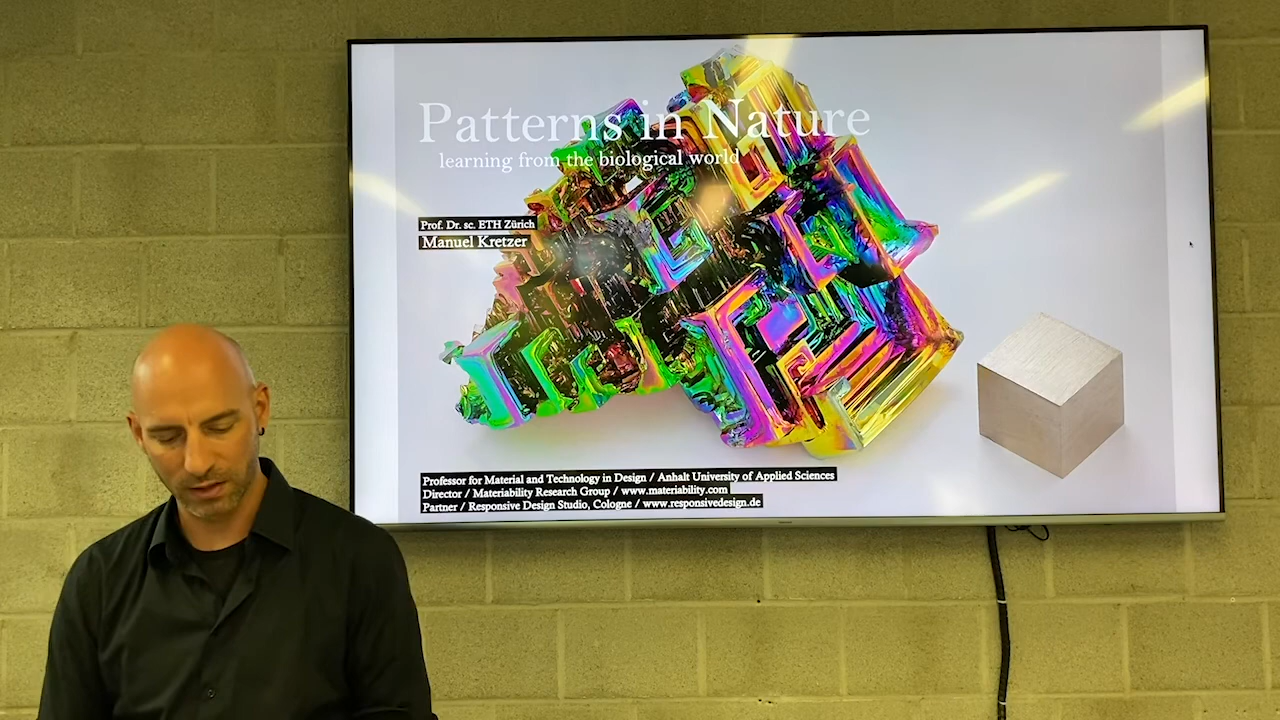 Patterns in Nature
learning from the biological world
Prof. Dr. sc. ETH Zürich
Manuel Kretzer
Professor for Material and Technology in Design / Anhalt University of Applied Sciences
Director / Materiability Research Group / www.materiability.com
Partner / Responsive Design Studio, Cologne / www.responsivedesign.de